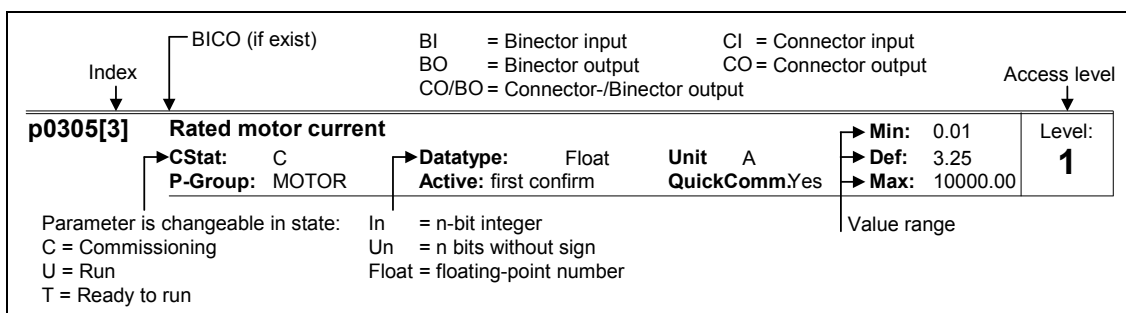 BICO (if exist) BI = Binector input CI = Connector input
Index BO = Binector output CO = Connector output Access level
CO/BO = Connector-/Binector output
p0305[3] Rated motor current Min: 0.01 Level:
CStat: C Datatype: Float Unit A Def: 3.25 1
P-Group: MOTOR Active: first confirm QuickComm.Yes Max: 10000.00
Parameter is changeable in state: In = n-bit integer Value range
C = Commissioning Un = n bits without sign
U = Run Float = floating-point number
T = Ready to run